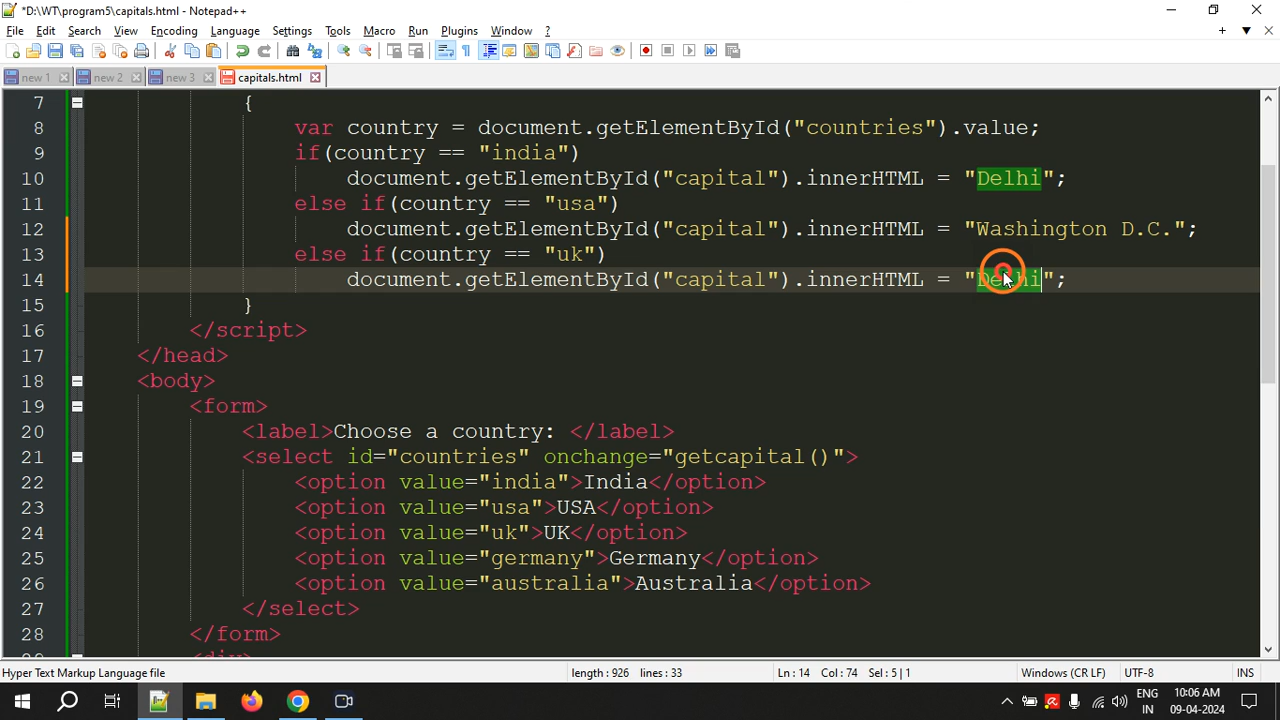 *D:\WT\program5\capitals.html - Notepad++
File Edit Search View Encoding Language Settings Tools Macro Run Plugins Window ?
new 1 new 2 new 3 capitals.html
7 {
8 var country = document.getElementById("countries").value;
9 if(country == "india")
10 document.getElementById("capital").innerHTML = "Delhi";
11 else if(country == "usa")
12 document.getElementById("capital").innerHTML = "Washington D.C.";
13 else if(country == "uk")
14 document.getElementById("capital").innerHTML = "Delhi";
15 }
16 </script>
17 </head>
18 <body>
19 <form>
20 <label>Choose a country: </label>
21 <select id="countries" onchange="getcapital()">
22 <option value="india">India</option>
23 <option value="usa">USA</option>
24 <option value="uk">UK</option>
25 <option value="germany">Germany</option>
26 <option value="australia">Australia</option>
27 </select>
28 </form>
29 <div>
Hyper Text Markup Language file length : 926 lines : 33 Ln : 14 Col : 74 Sel : 5 | 1 Windows (CR LF) UTF-8 INS
ENG 10:06 AM
IN 09-04-2024